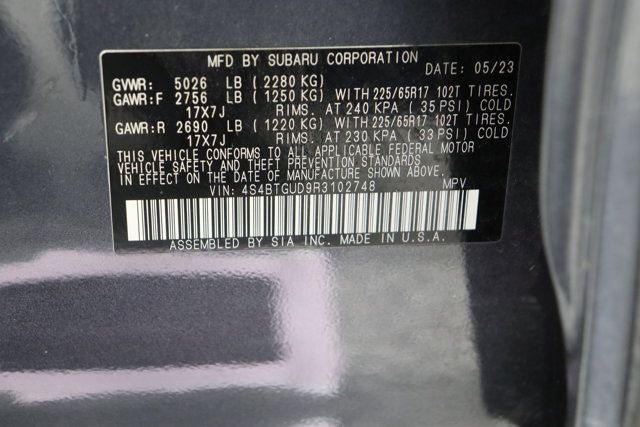 MFD BY SUBARU CORPORATION
DATE: 05/23
GVWR: 5026 LB (2280 KG)
GAWR:F 2756 LB (1250 KG) WITH 225/65R17 102T TIRES.
17X7J RIMS. AT 240 KPA (35 PSI) COLD
GAWR:R 2690 LB (1220 KG) WITH 225/65R17 102T TIRES.
17X7J RIMS. AT 230 KPA (33 PSI) COLD
THIS VEHICLE CONFORMS TO ALL APPLICABLE FEDERAL MOTOR
VEHICLE SAFETY AND THEFT PREVENTION STANDARDS
IN EFFECT ON THE DATE OF MANUFACTURE SHOWN ABOVE.
VIN: 4S4BTGUD9R3102748 MPV
ASSEMBLED BY SIA INC. MADE IN U.S.A.